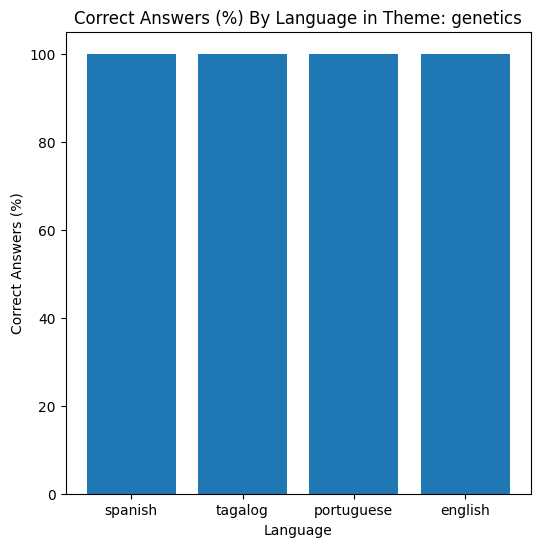 Correct Answers (%) By Language in Theme: genetics
Correct Answers (%)
100
80
60
40
20
0
spanish tagalog portuguese english
Language